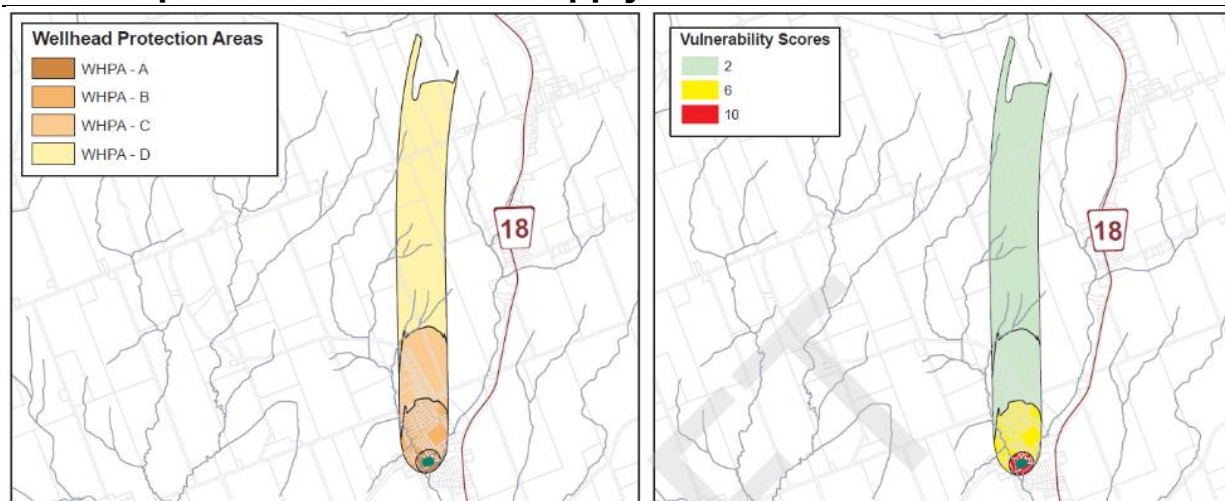 Wellhead Protection Areas
WHPA - A
WHPA - B
WHPA - C
WHPA - D
18
Vulnerability Scores
2
6
10
18